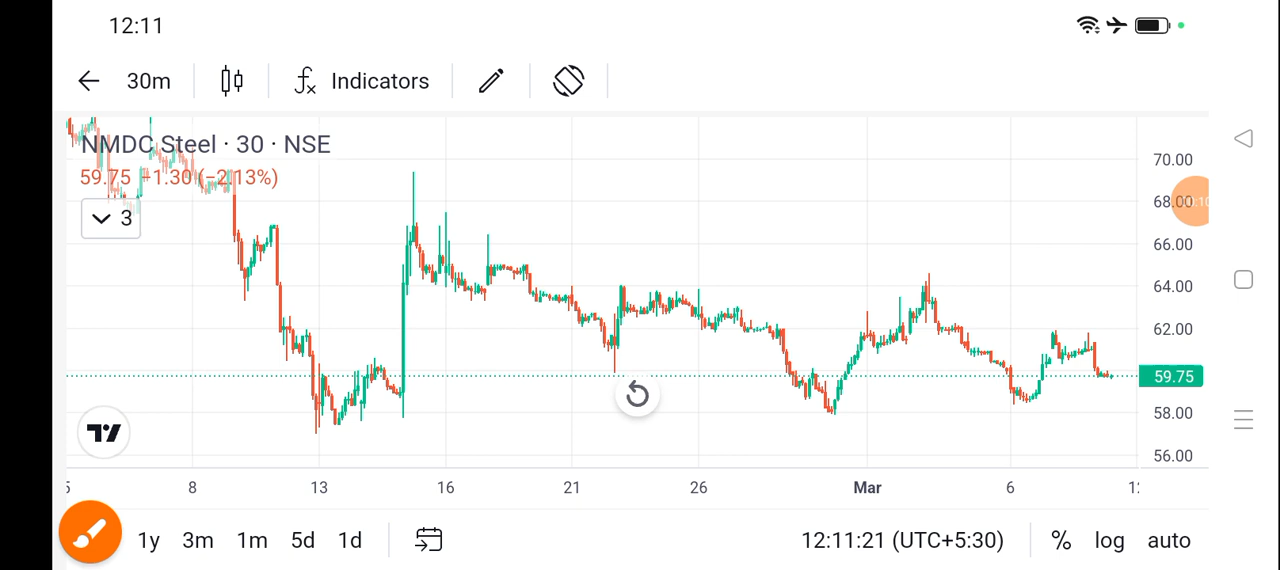 12:11
30m
Indicators
NMDC Steel · 30 · NSE
59.75 −1.30 (−2.13%)
3
70.00
68.00
66.00
64.00
62.00
59.75
58.00
56.00
5 8 13 16 21 26 Mar 6
1y 3m 1m 5d 1d
12:11:21 (UTC+5:30)
% log auto